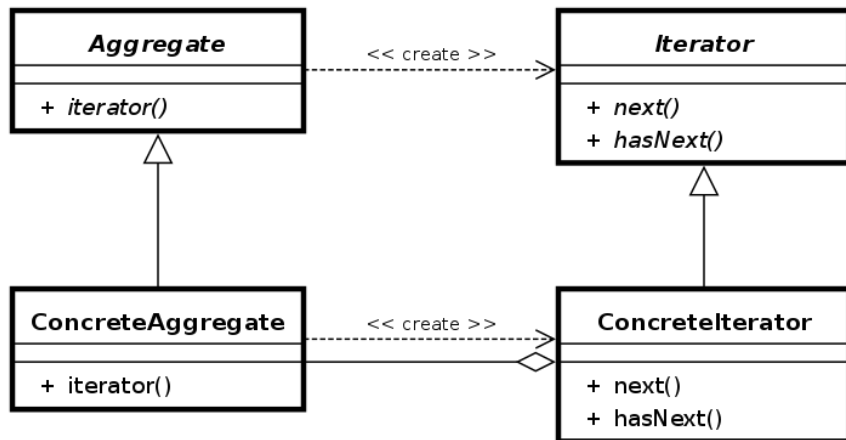 Aggregate
<< create >>
Iterator
+ iterator()
+ next()
+ hasNext()
ConcreteAggregate
<< create >>
ConcreteIterator
+ iterator()
+ next()
+ hasNext()